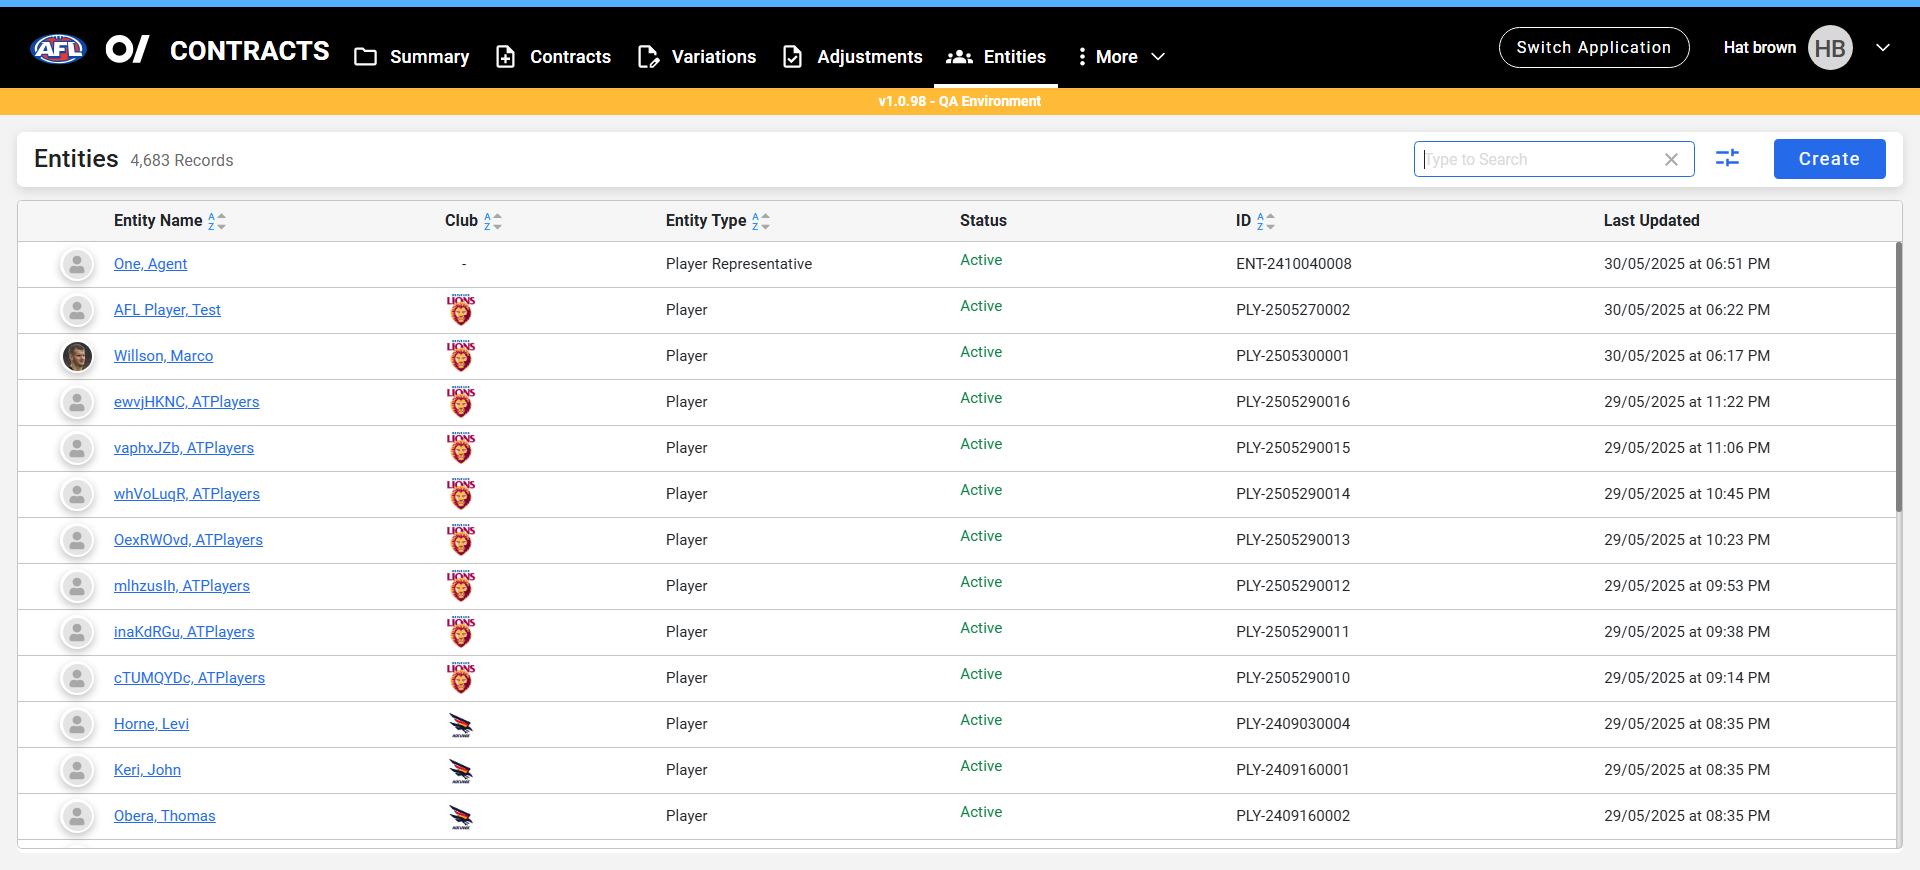 AFL CONTRACTS Summary Contracts Variations Adjustments Entities More Switch Application Hat brown HB
v1.0.98 - QA Environment
Entities 4,683 Records Type to Search Create
Entity Name AZ Club AZ Entity Type AZ Status ID AZ Last Updated
One, Agent - Player Representative Active ENT-2410040008 30/05/2025 at 06:51 PM
AFL Player, Test LIONS Player Active PLY-2505270002 30/05/2025 at 06:22 PM
Willson, Marco LIONS Player Active PLY-2505300001 30/05/2025 at 06:17 PM
ewvjHKNC, ATPlayers LIONS Player Active PLY-2505290016 29/05/2025 at 11:22 PM
vaphxJZb, ATPlayers LIONS Player Active PLY-2505290015 29/05/2025 at 11:06 PM
whVoLuqR, ATPlayers LIONS Player Active PLY-2505290014 29/05/2025 at 10:45 PM
OexRWOvd, ATPlayers LIONS Player Active PLY-2505290013 29/05/2025 at 10:23 PM
mlhzusIh, ATPlayers LIONS Player Active PLY-2505290012 29/05/2025 at 09:53 PM
inaKdRGu, ATPlayers LIONS Player Active PLY-2505290011 29/05/2025 at 09:38 PM
cTUMQYDc, ATPlayers LIONS Player Active PLY-2505290010 29/05/2025 at 09:14 PM
Horne, Levi Player Active PLY-2409030004 29/05/2025 at 08:35 PM
Keri, John Player Active PLY-2409160001 29/05/2025 at 08:35 PM
Obera, Thomas Player Active PLY-2409160002 29/05/2025 at 08:35 PM